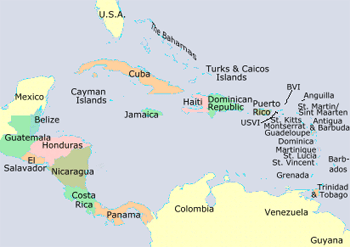 U.S.A.
The Bahamas
Turks & Caicos
Islands
Cuba
Mexico
Cayman
Islands
Haiti
Dominican
Republic
Puerto
Rico
BVI
Anguilla
St. Martin/
Sint Maarten
Belize
Jamaica
USVI
St. Kitts
Antigua
& Barbuda
Montserrat
Guatemala
Guadeloupe
Honduras
Dominica
Martinique
El
Salavador
St. Lucia
Barb-
ados
St. Vincent
Nicaragua
Grenada
Costa
Rica
Trinidad
& Tobago
Panama
Colombia
Venezuela
Guyana